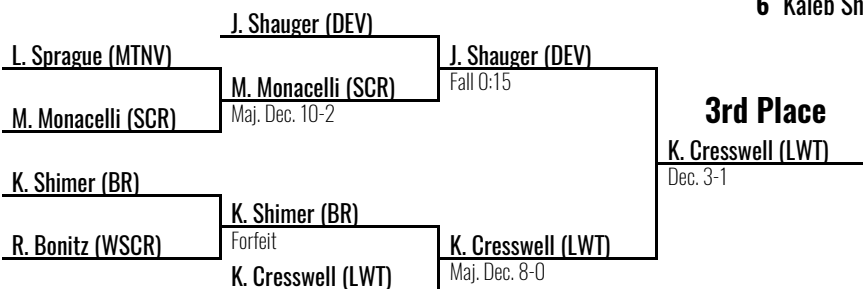 6 Kaleb
J. Shauger (DEV)
L. Sprague (MTNV)
J. Shauger (DEV)
Fall 0:15
M. Monacelli (SCR)
Maj. Dec. 10-2
M. Monacelli (SCR)
3rd Place
K. Cresswell (LWT)
Dec. 3-1
K. Shimer (BR)
K. Shimer (BR)
Forfeit
R. Bonitz (WSCR)
K. Cresswell (LWT)
Maj. Dec. 8-0
K. Cresswell (LWT)